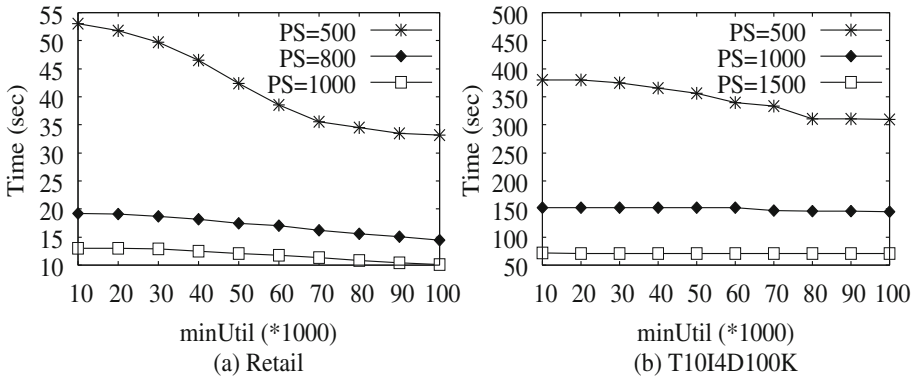 55
50
45
40
35
30
25
20
15
10
Time (sec)
PS=500
PS=800
PS=1000
10 20 30 40 50 60 70 80 90 100
minUtil (*1000)
(a) Retail
500
450
400
350
300
250
200
150
100
50
Time (sec)
PS=500
PS=1000
PS=1500
10 20 30 40 50 60 70 80 90 100
minUtil (*1000)
(b) T10I4D100K